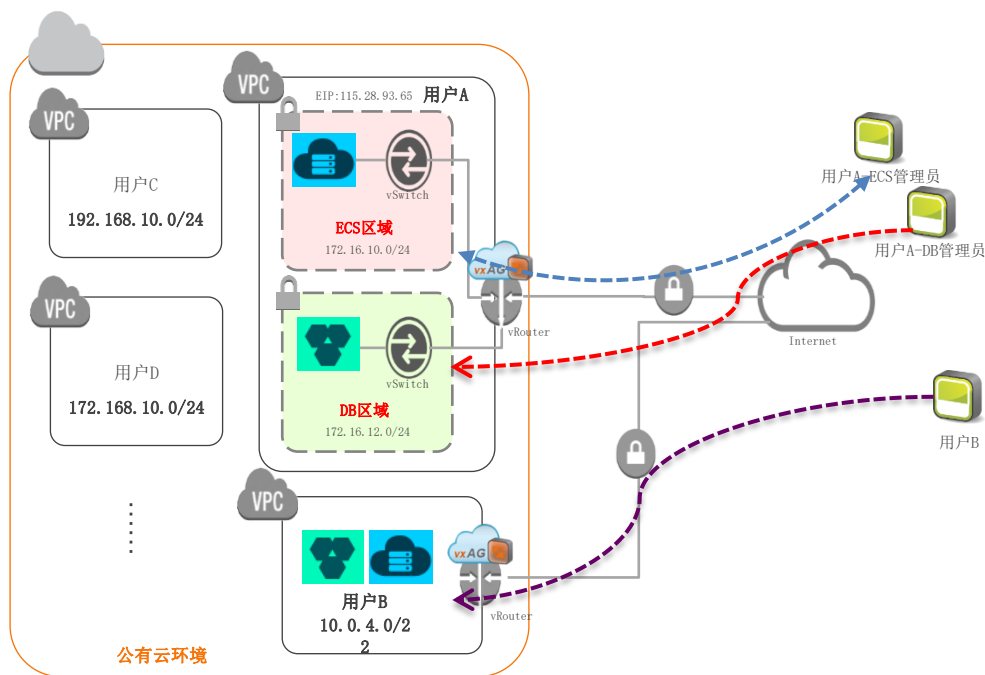 VPC
EIP:115.28.93.65 用户A
VPC
用户C
192.168.10.0/24
vSwitch
ECS区域
172.16.10.0/24
用户A-ECS管理员
用户A-DB管理员
vxAG
vRouter
Internet
VPC
用户D
172.168.10.0/24
vSwitch
DB区域
172.16.12.0/24
用户B
VPC
vxAG
vRouter
用户B
10.0.4.0/2
2
公有云环境